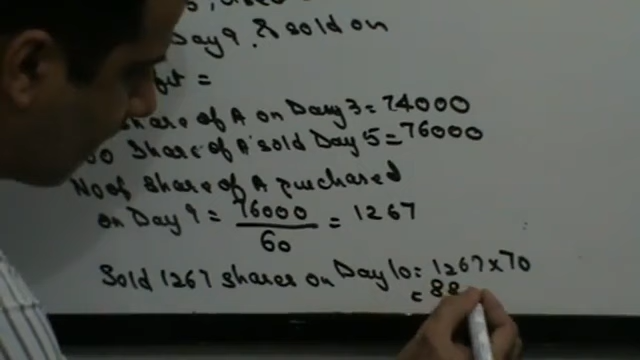 Day 9 & sold on
=
Share of A on Day 3 = 74000
Share of A sold Day 5 = 76000
No of Share of A purchased
on Day 9 = 76000 / 60 = 1267
Sold 1267 shares on Day 10 = 1267 x 70
= 88